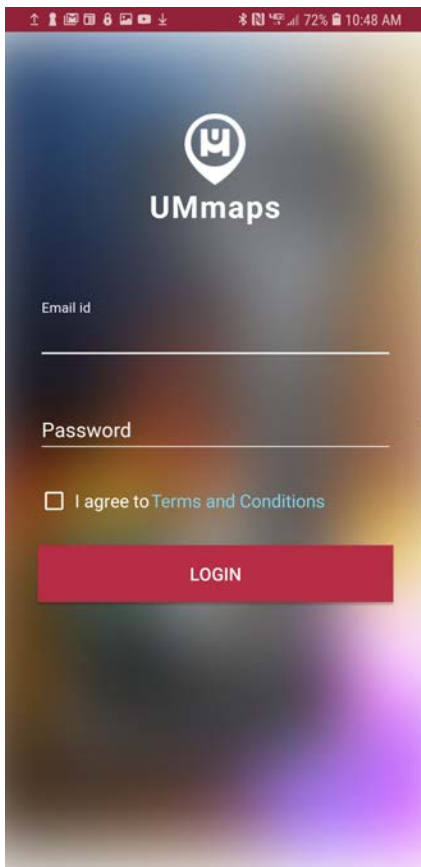 72% 10:48 AM
UMmaps
Email id
Password
I agree to Terms and Conditions
LOGIN